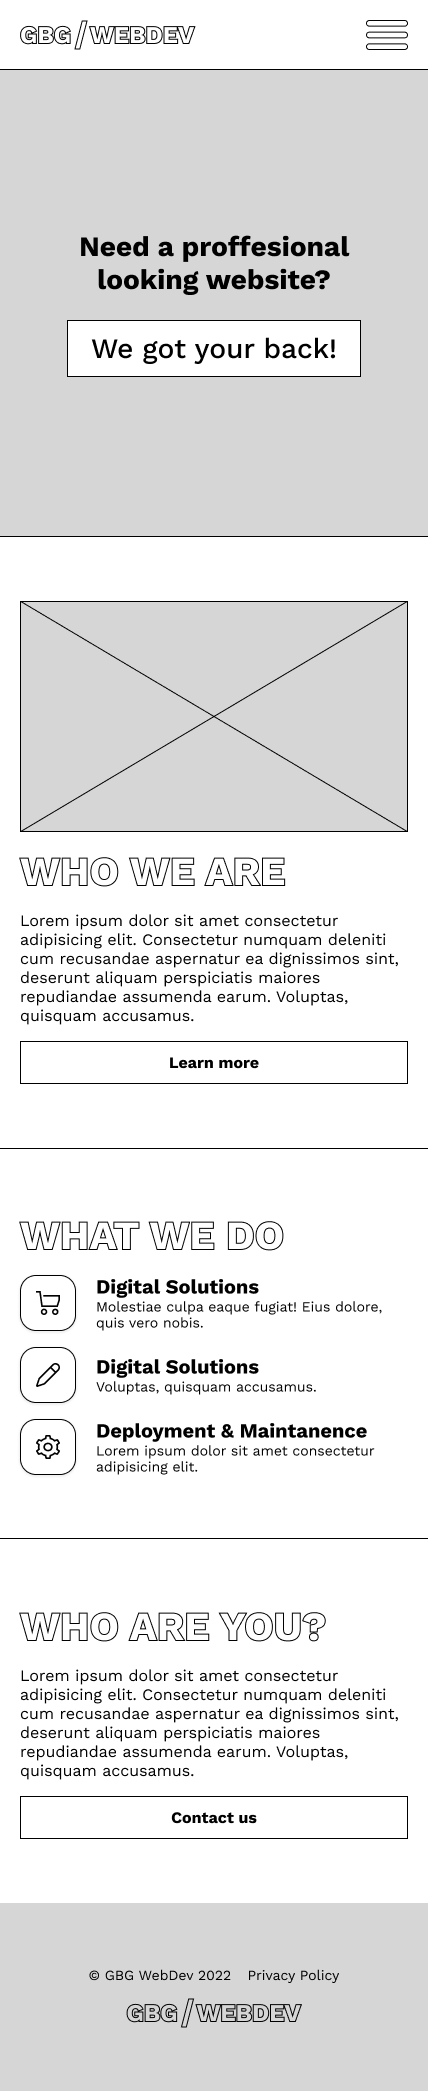 GBG/WEBDEV
Need a proffesional
looking website?
We got your back!
WHO WE ARE
Lorem ipsum dolor sit amet consectetur
adipisicing elit. Consectetur numquam deleniti
cum recusandae aspernatur ea dignissimos sint,
deserunt aliquam perspiciatis maiores
repudiandae assumenda earum. Voluptas,
quisquam accusamus.
Learn more
WHAT WE DO
Digital Solutions
Molestiae culpa eaque fugiat! Eius dolore,
quis vero nobis.
Digital Solutions
Voluptas, quisquam accusamus.
Deployment & Maintanence
Lorem ipsum dolor sit amet consectetur
adipisicing elit.
WHO ARE YOU?
Lorem ipsum dolor sit amet consectetur
adipisicing elit. Consectetur numquam deleniti
cum recusandae aspernatur ea dignissimos sint,
deserunt aliquam perspiciatis maiores
repudiandae assumenda earum. Voluptas,
quisquam accusamus.
Contact us
© GBG WebDev 2022 Privacy Policy
GBG/WEBDEV